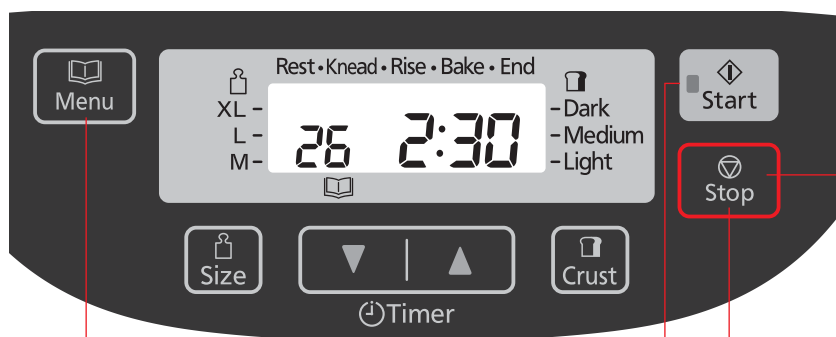 Menu
Rest • Knead • Rise • Bake • End
XL -
L -
M -
26 2:30
- Dark
- Medium
- Light
Start
Stop
Size
Crust
Timer